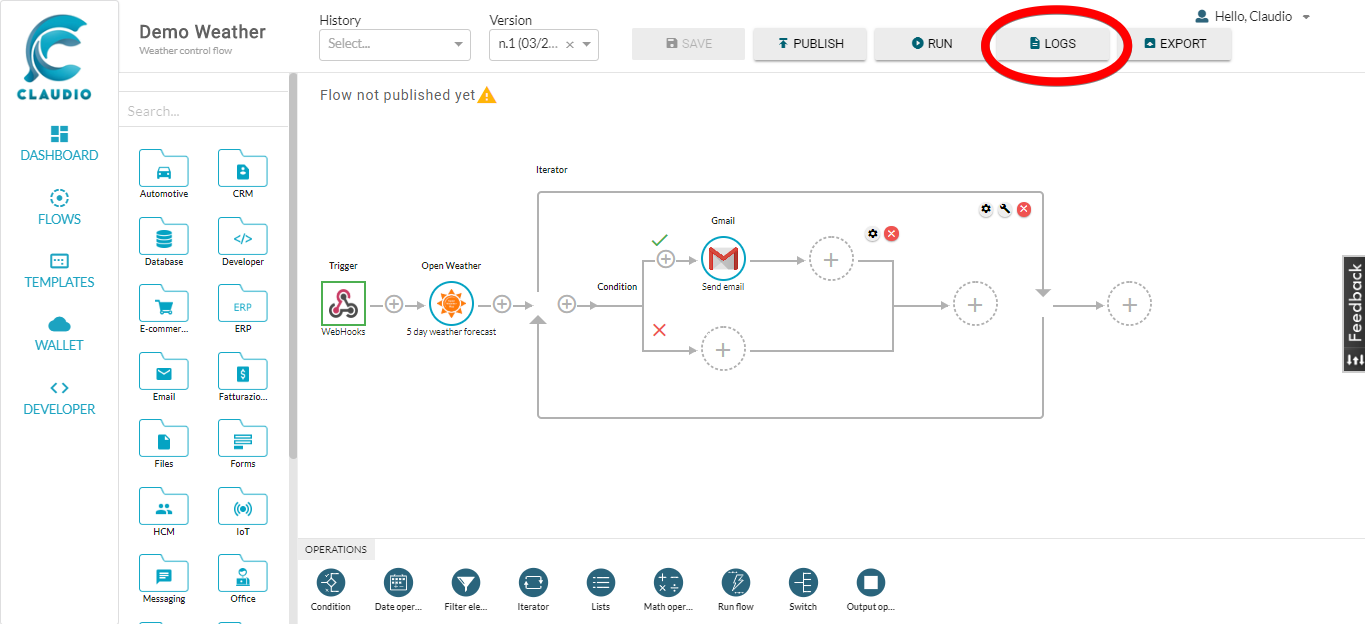 CLAUDIO
DASHBOARD
FLOWS
TEMPLATES
WALLET
DEVELOPER
Demo Weather
Weather control flow
History
Select...
Version
n.1 (03/2...
SAVE
PUBLISH
RUN
LOGS
EXPORT
Hello, Claudio
Search...
Automotive
CRM
Database
Developer
E-commer...
ERP
ERP
Email
Fatturazio...
Files
Forms
HCM
IoT
Messaging
Office
Flow not published yet
Iterator
Trigger
WebHooks
Open Weather
5 day weather forecast
Condition
Gmail
Send email
Feedback
OPERATIONS
Condition
Date oper...
Filter ele...
Iterator
Lists
Math oper...
Run flow
Switch
Output op...